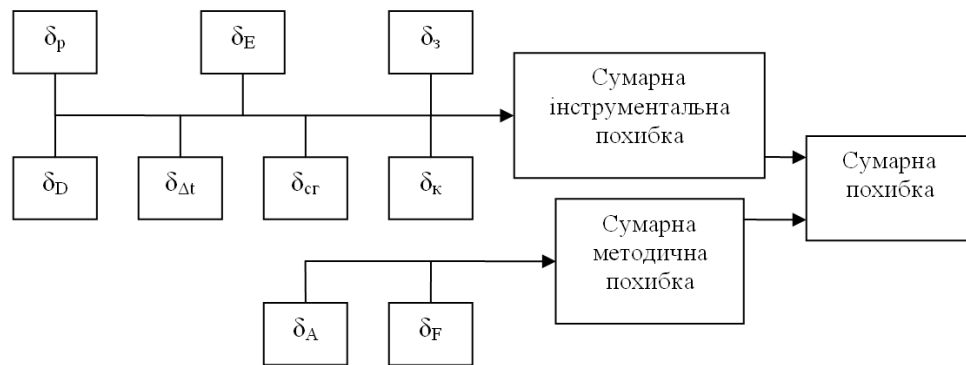 δр
δE
δз
Сумарна
інструментальна
похибка
δD
δΔt
δсг
δк
Сумарна
похибка
Сумарна
методична
похибка
δA
δF